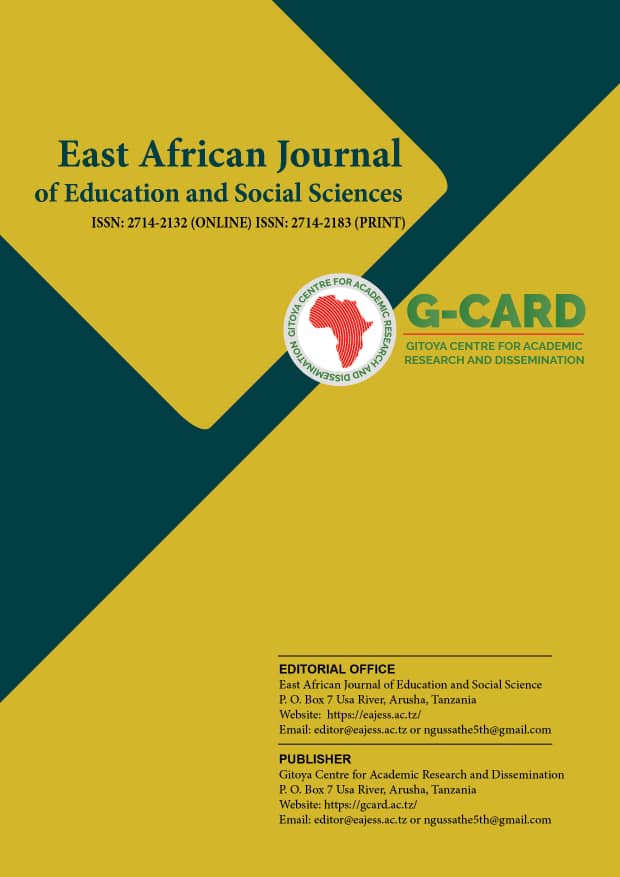 East African Journal
of Education and Social Sciences
ISSN: 2714-2132 (ONLINE) ISSN: 2714-2183 (PRINT)
GITOYA CENTRE FOR ACADEMIC RESEARCH AND DISSEMINATION
G-CARD
GITOYA CENTRE FOR ACADEMIC
RESEARCH AND DISSEMINATION
EDITORIAL OFFICE
East African Journal of Education and Social Science
P. O. Box 7 Usa River, Arusha, Tanzania
Website:  https://eajess.ac.tz/
Email: editor@eajess.ac.tz or ngussathe5th@gmail.com
PUBLISHER
Gitoya Centre for Academic Research and Dissemination
P. O. Box 7 Usa River, Arusha, Tanzania
Website: https://gcard.ac.tz/
Email: editor@eajess.ac.tz or ngussathe5th@gmail.com